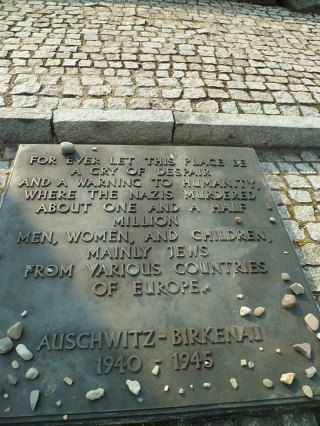 FOR EVER LET THIS PLACE BE
A CRY OF DESPAIR
AND A WARNING TO HUMANITY,
WHERE THE NAZIS MURDERED
ABOUT ONE AND A HALF
MILLION
MEN, WOMEN, AND CHILDREN,
MAINLY JEWS
FROM VARIOUS COUNTRIES
OF EUROPE.
AUSCHWITZ-BIRKENAU
1940 - 1945